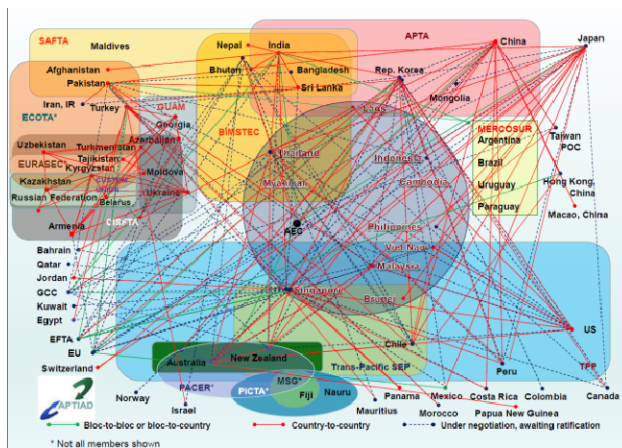 SAFTA
Maldives
Nepal
India
APTA
China
Japan
Afghanistan
Bhutan
Bangladesh
Rep. Korea
Pakistan
Sri Lanka
Mongolia
Iran, IR
Turkey
GUAM
Laos
ECOTA*
Georgia
MERCOSUR
Azerbaijan
BIMSTEC
Argentina
Taiwan
POC
Uzbekistan
Turkmenistan
Thailand
Indonesia
Tajikistan
Brazil
EURASEC*
Kyrgyzstan
Moldova
Myanmar
Cambodia
Hong Kong,
China
Kazakhstan
CUSTOM
UNION
Ukraine
Uruguay
Russian Federation
Belarus
Paraguay
Macao, China
Armenia
CISFTA
AEC
Philippines
Bahrain
Viet Nam
Qatar
Malaysia
Jordan
Singapore
GCC
Brunei
Kuwait
Egypt
US
EFTA
Chile
EU
New Zealand
Australia
Trans-Pacific SEP
Peru
TPP
Switzerland
PACER*
MSG*
PICTA*
Fiji
Nauru
Panama
Mexico
Costa Rica
Colombia
Canada
APTIAD
Norway
Israel
Mauritius
Morocco
Papua New Guinea
Bloc-to-bloc or bloc-to-country
Country-to-country
Under negotiation, awaiting ratification
* Not all members shown